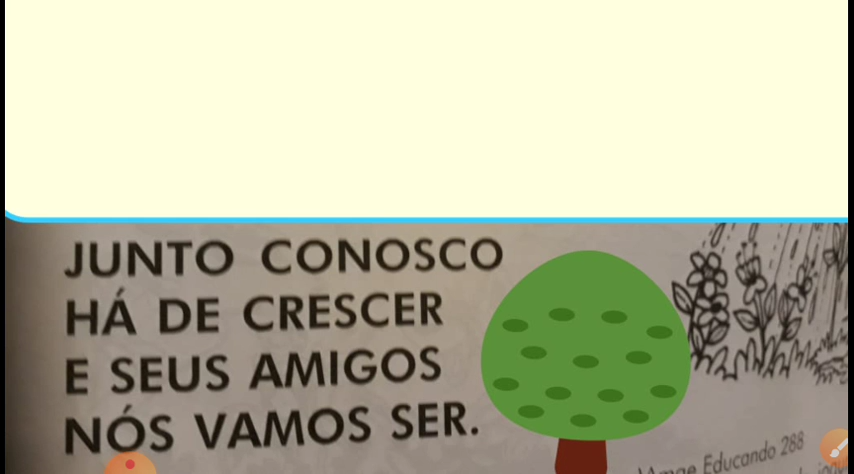 JUNTO CONOSCO
HÁ DE CRESCER
E SEUS AMIGOS
NÓS VAMOS SER.
Educando 288